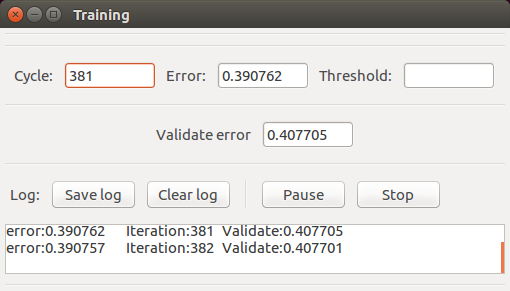 Training
Cycle: 381 Error: 0.390762 Threshold:
Validate error 0.407705
Log: Save log Clear log Pause Stop
error:0.390762 Iteration:381 Validate:0.407705
error:0.390757 Iteration:382 Validate:0.407701